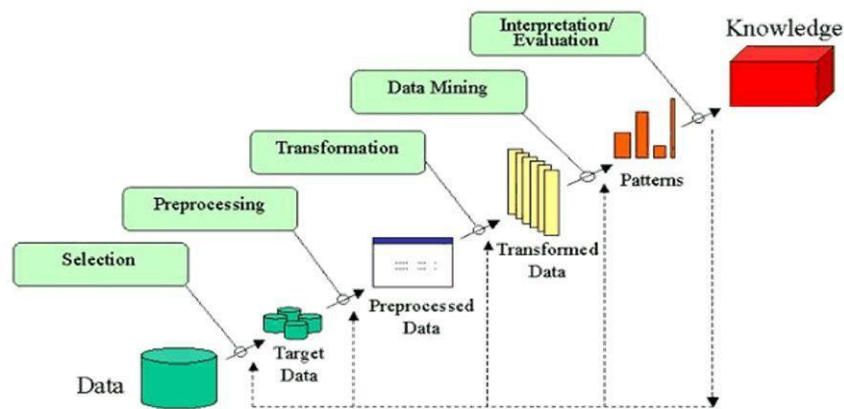 Interpretation/
Evaluation
Knowledge
Data Mining
Transformation
Patterns
Preprocessing
Transformed
Data
Selection
Preprocessed
Data
Target
Data
Data